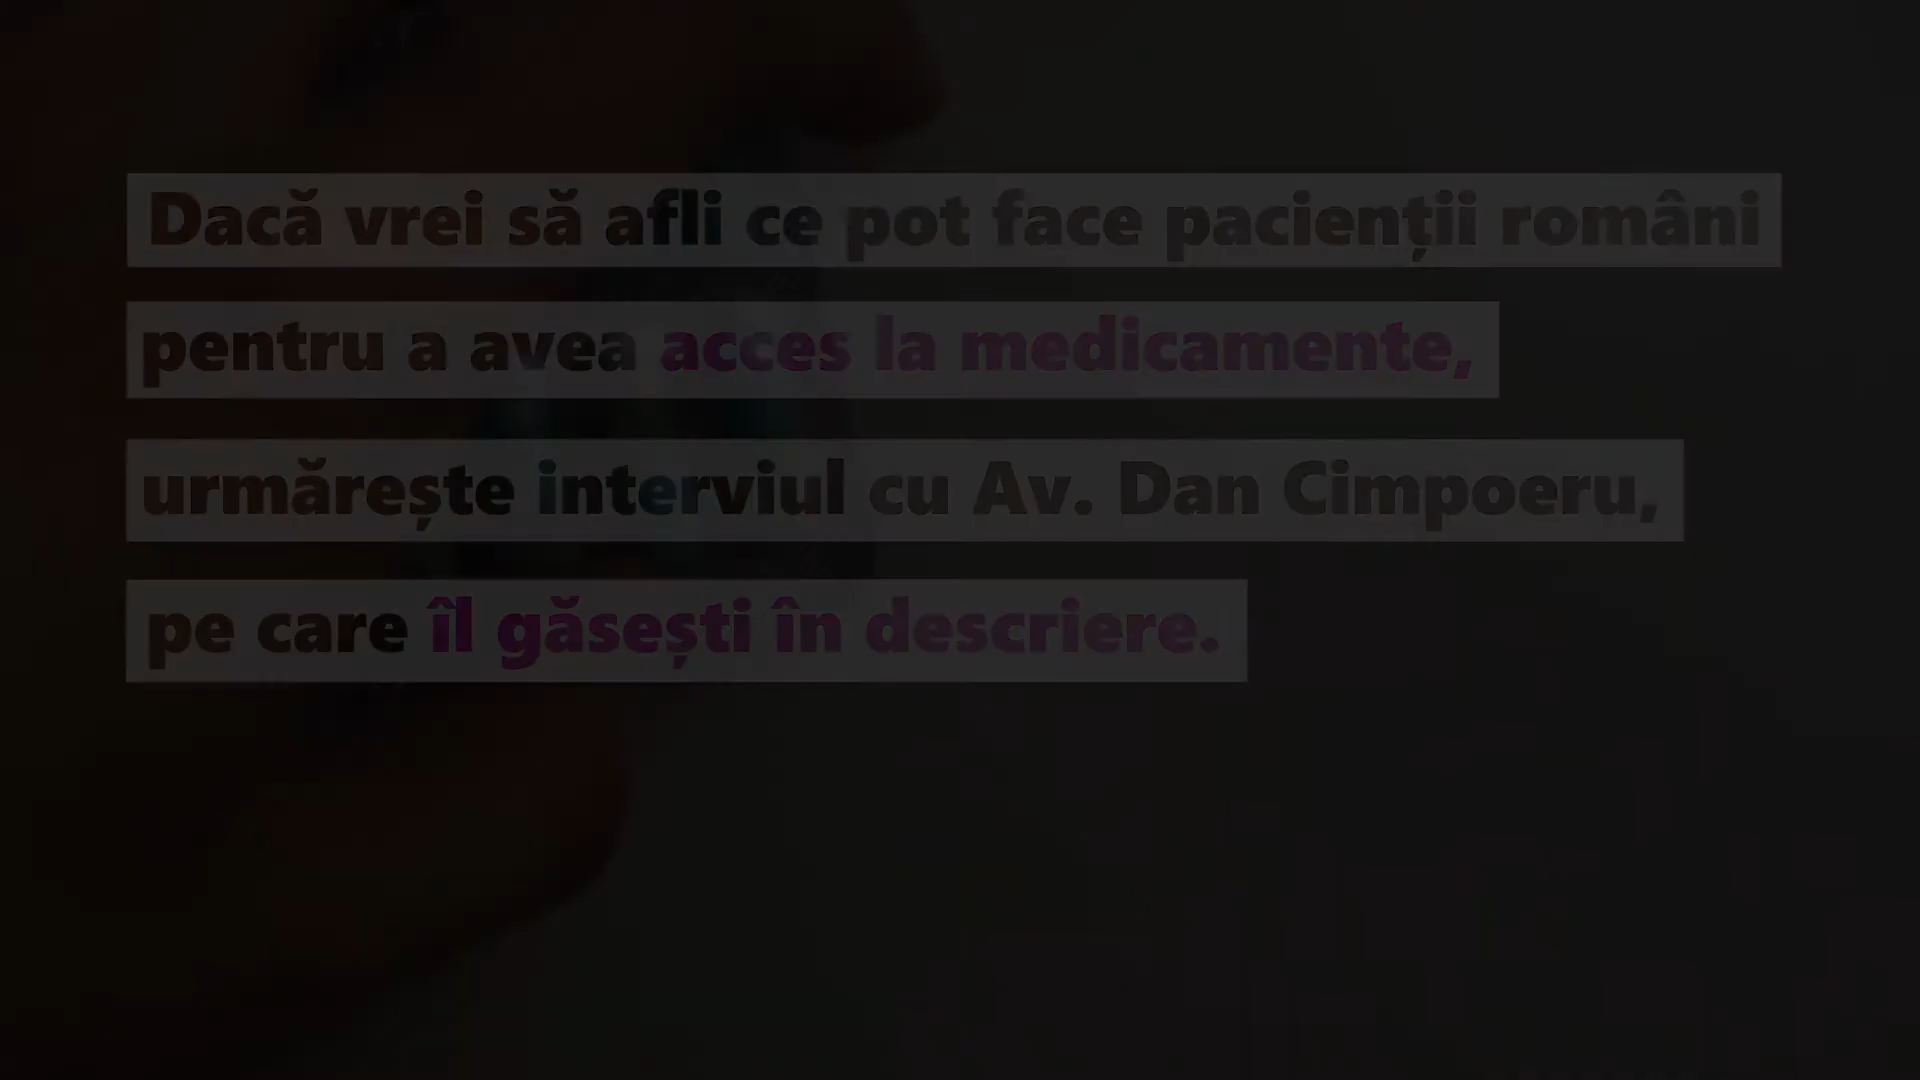 Dacă vrei să afli ce pot face pacienții români
pentru a avea acces la medicamente,
urmărește interviul cu Av. Dan Cimpoeru,
pe care îl găsești în descriere.